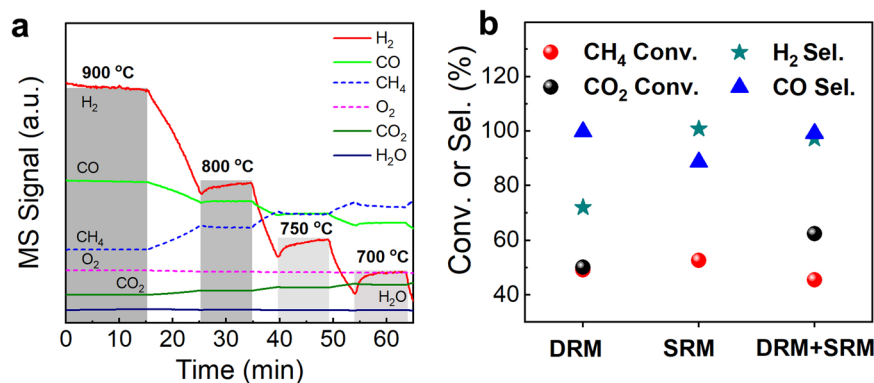 a
MS Signal (a.u.)
900 °C
800 °C
750 °C
700 °C
H₂
CO
CH₄
O₂
CO₂
H₂O
H₂
CO
CH₄
O₂
CO₂
H₂O
0 10 20 30 40 50 60
Time (min)
b
Conv. or Sel. (%)
120
100
80
60
40
CH₄ Conv.
H₂ Sel.
CO₂ Conv.
CO Sel.
DRM SRM DRM+SRM